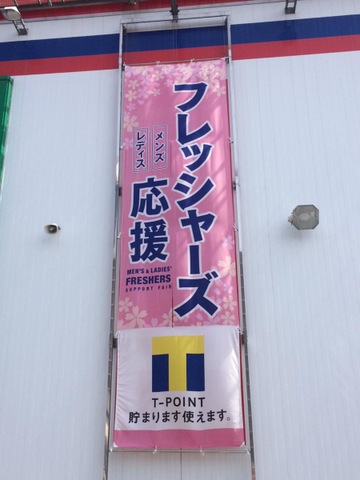 フレッシャーズ
メンズ
レディス
応援
MEN'S & LADIES'
FRESHERS
SUPPORT FAIR
T
T-POINT
貯まります使えます。